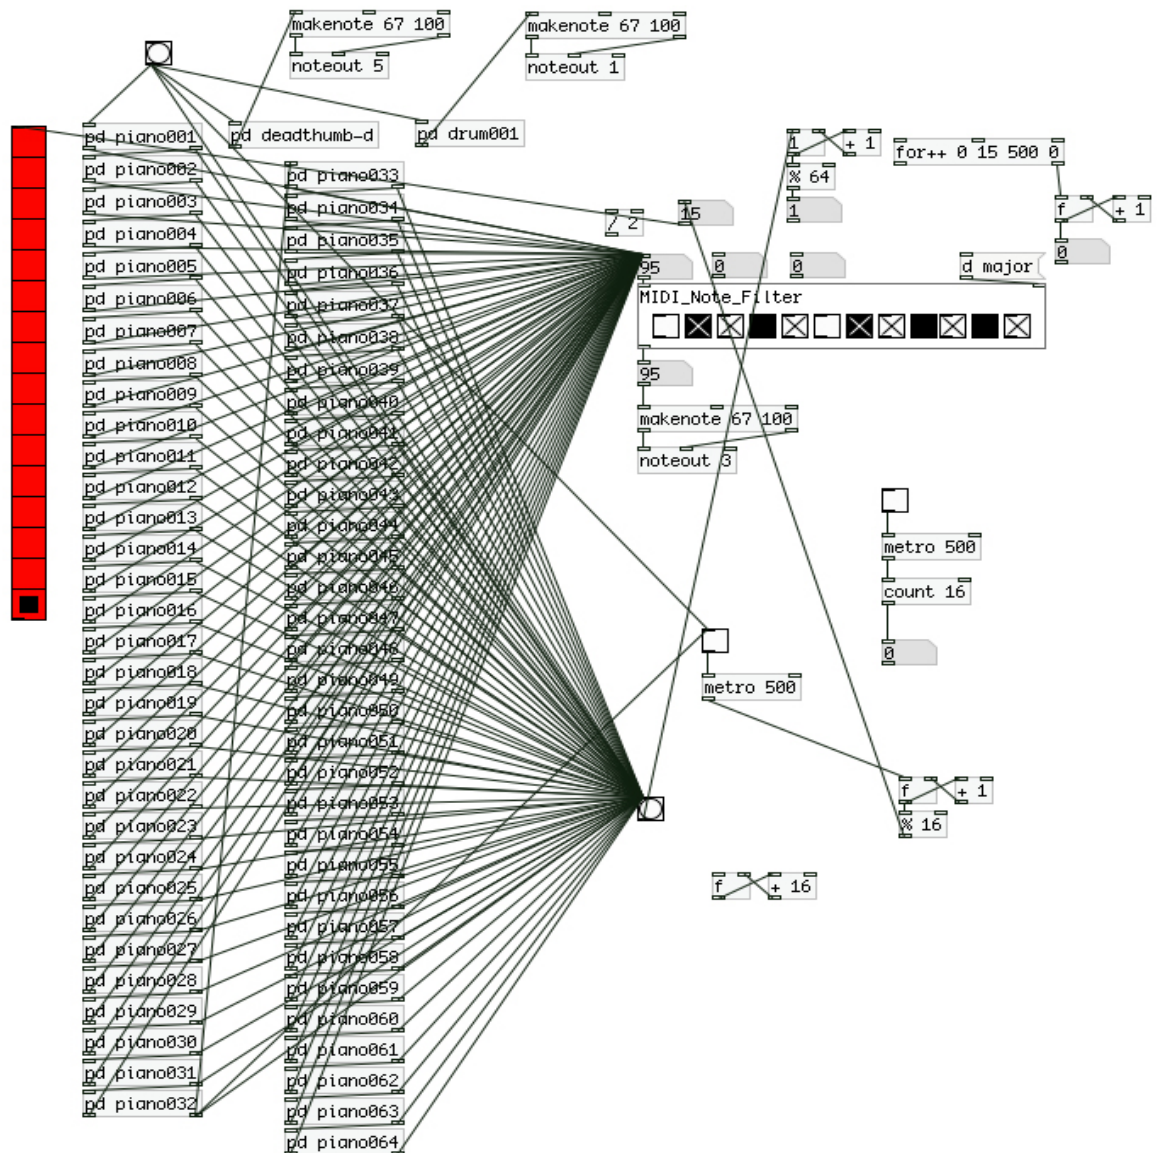 makenote 67 100
noteout 5
makenote 67 100
noteout 1
pd piano001
pd piano002
pd piano003
pd piano004
pd piano005
pd piano006
pd piano007
pd piano008
pd piano009
pd piano010
pd piano011
pd piano012
pd piano013
pd piano014
pd piano015
pd piano016
pd piano017
pd piano018
pd piano019
pd piano020
pd piano021
pd piano022
pd piano023
pd piano024
pd piano025
pd piano026
pd piano027
pd piano028
pd piano029
pd piano030
pd piano031
pd piano032
pd deadthumb-d
pd drum001
pd piano033
pd piano034
pd piano035
pd piano036
pd piano037
pd piano038
pd piano039
pd piano040
pd piano041
pd piano042
pd piano043
pd piano044
pd piano045
pd piano046
pd piano047
pd piano048
pd piano049
pd piano050
pd piano051
pd piano052
pd piano053
pd piano054
pd piano055
pd piano056
pd piano057
pd piano058
pd piano059
pd piano060
pd piano061
pd piano062
pd piano063
pd piano064
/ 2
15
1
+ 1
% 64
1
for++ 0 15 500 0
f
+ 1
0
95
0
0
d major
MIDI_Note_Filter
95
makenote 67 100
noteout 3
metro 500
count 16
0
metro 500
f
+ 1
% 16
f
+ 16